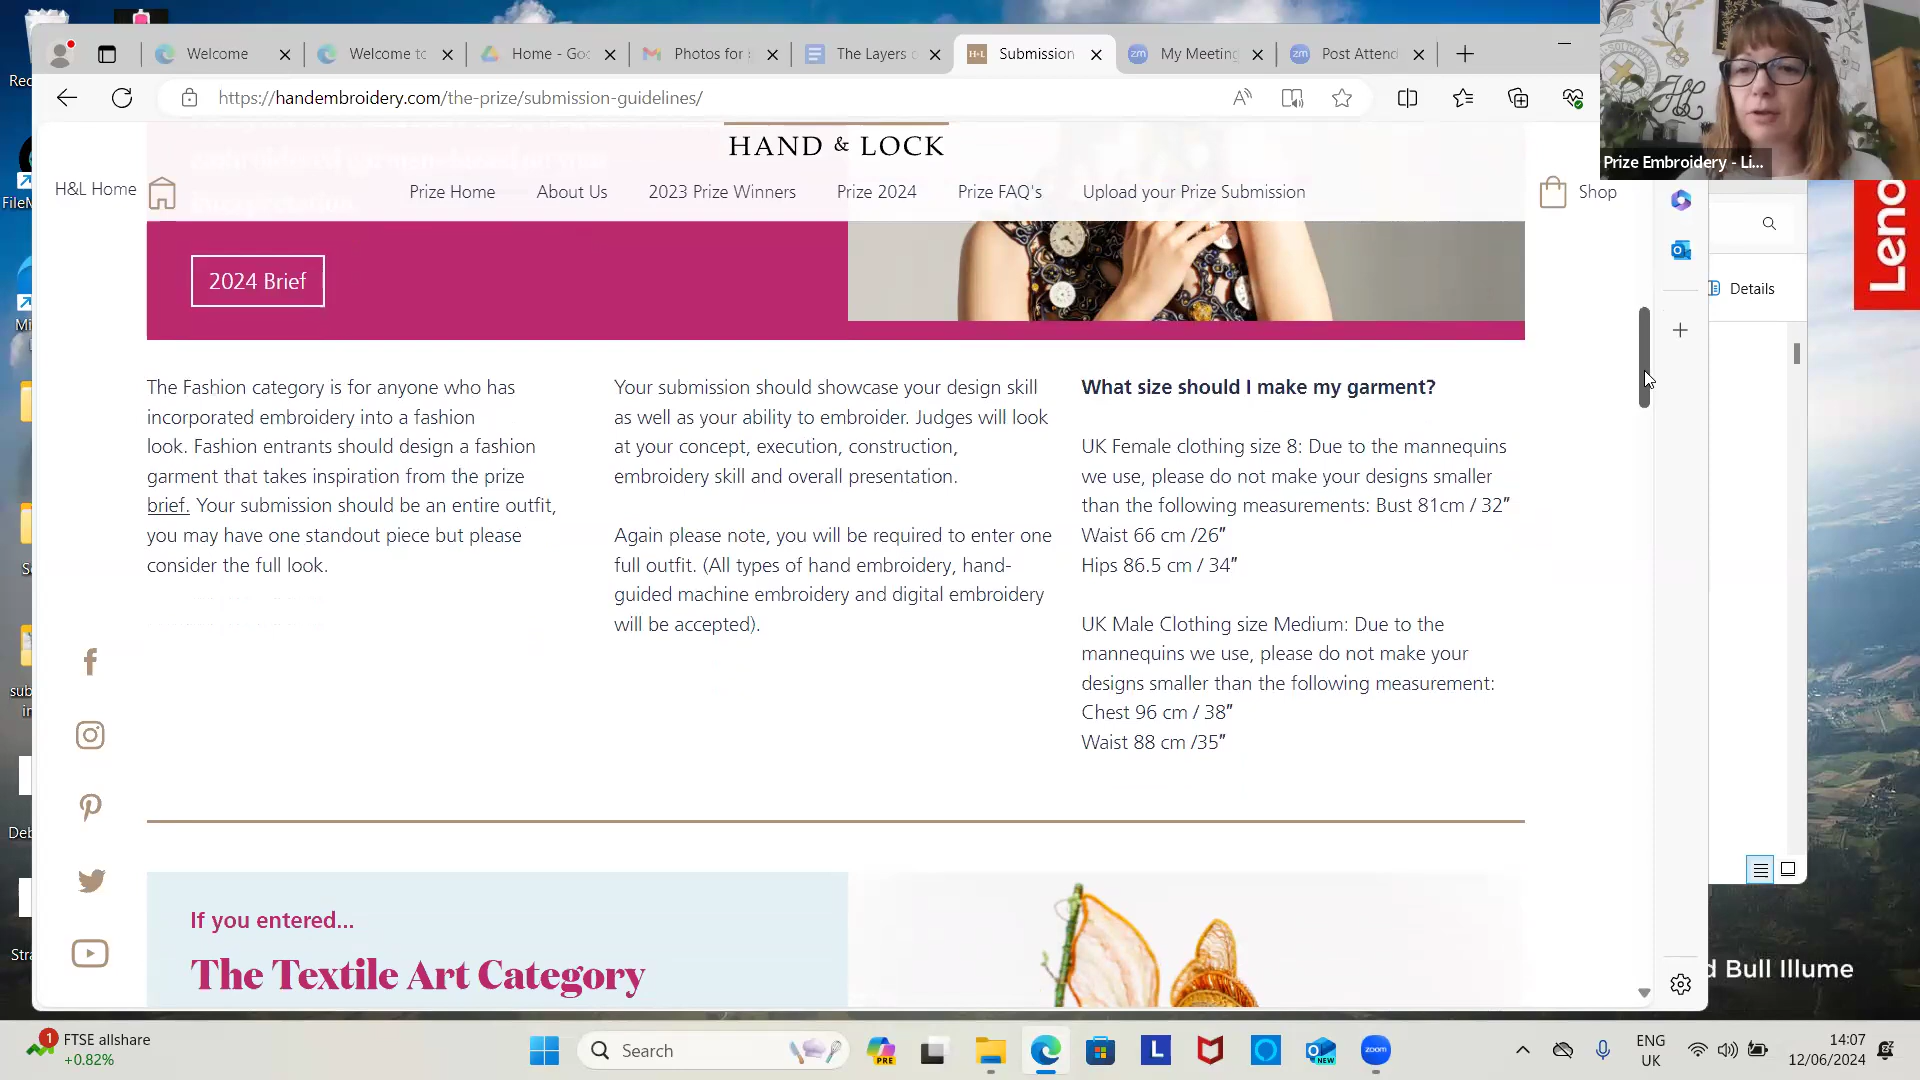 Welcome
Welcome to
Home - Goo
Photos for
The Layers o
Submission
My Meeting
Post Attend
https://handembroidery.com/the-prize/submission-guidelines/
Prize Embroidery - Li...
HAND & LOCK
H&L Home
Prize Home
About Us
2023 Prize Winners
Prize 2024
Prize FAQ's
Upload your Prize Submission
Shop
Leno
Details
2024 Brief
The Fashion category is for anyone who has
incorporated embroidery into a fashion
look. Fashion entrants should design a fashion
garment that takes inspiration from the prize
brief. Your submission should be an entire outfit,
you may have one standout piece but please
consider the full look.
Your submission should showcase your design skill
as well as your ability to embroider. Judges will look
at your concept, execution, construction,
embroidery skill and overall presentation.
Again please note, you will be required to enter one
full outfit. (All types of hand embroidery, hand-
guided machine embroidery and digital embroidery
will be accepted).
What size should I make my garment?
UK Female clothing size 8: Due to the mannequins
we use, please do not make your designs smaller
than the following measurements: Bust 81cm / 32″
Waist 66 cm /26″
Hips 86.5 cm / 34″
UK Male Clothing size Medium: Due to the
mannequins we use, please do not make your
designs smaller than the following measurement:
Chest 96 cm / 38″
Waist 88 cm /35″
If you entered...
The Textile Art Category
d Bull Illume
1
FTSE allshare
+0.82%
Search
PRE
L
NEW
zoom
ENG
UK
14:07
12/06/2024